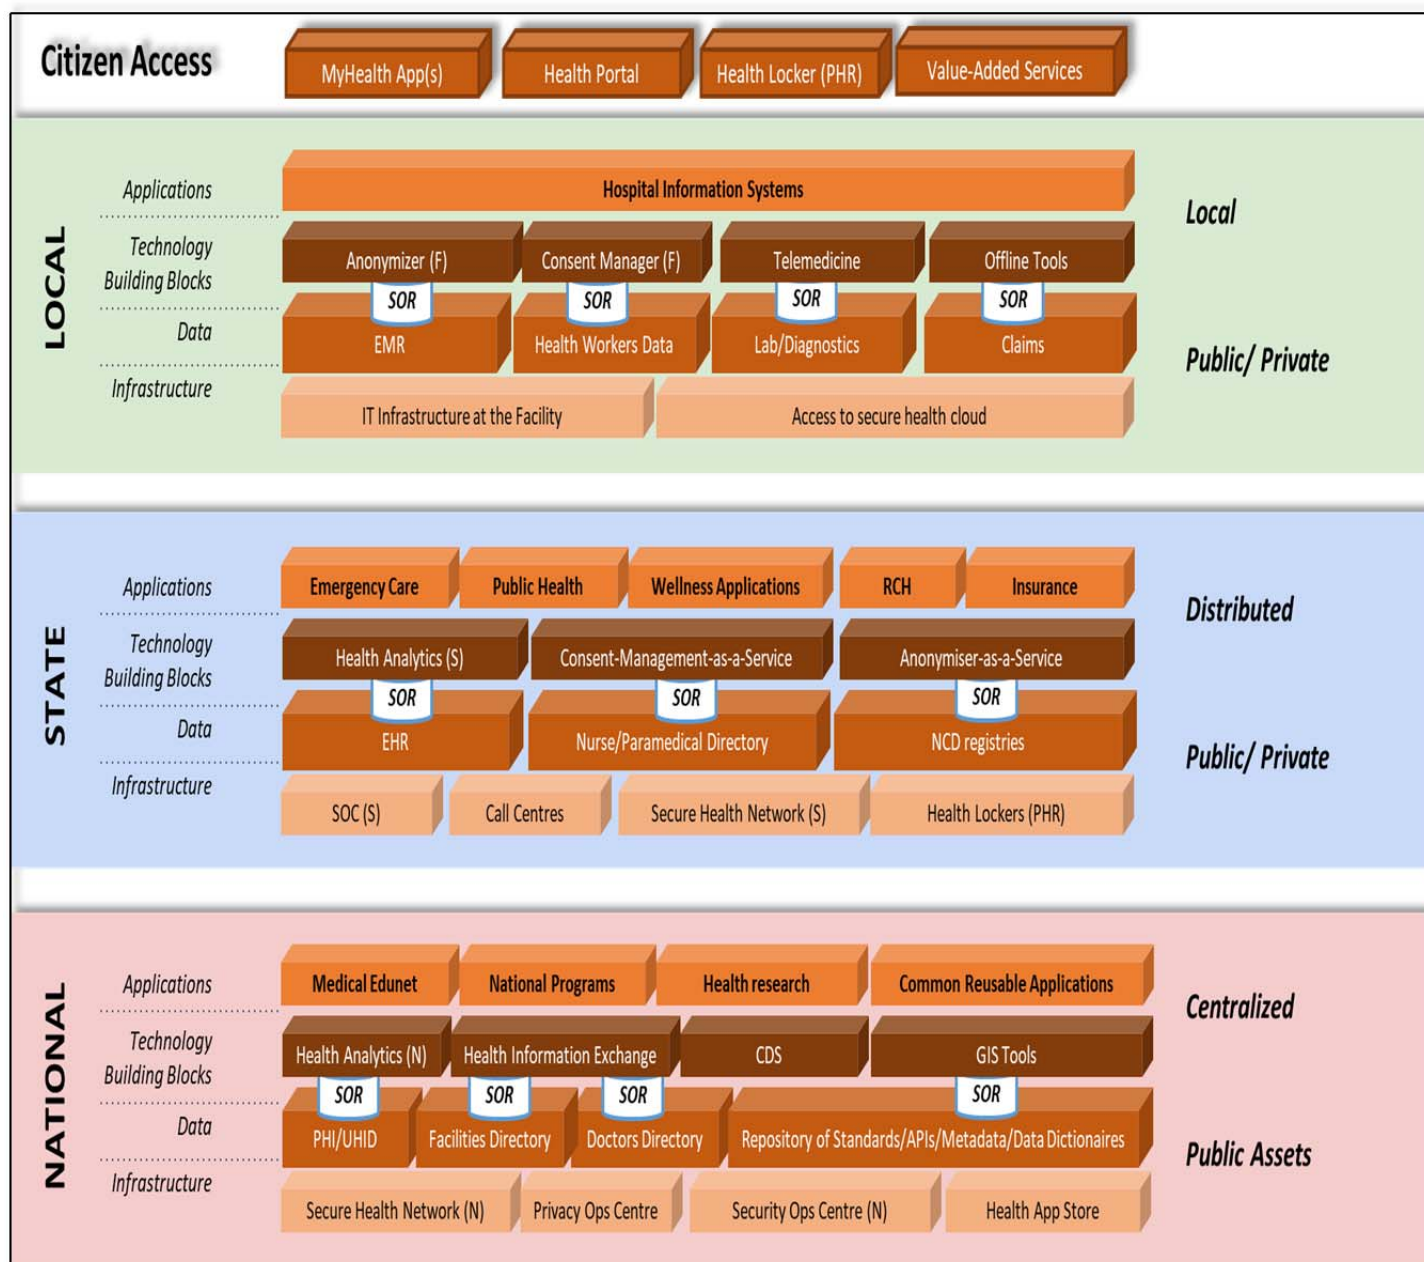 Citizen Access
MyHealth App(s)
Health Portal
Health Locker (PHR)
Value-Added Services
LOCAL
Applications
Hospital Information Systems
Local
Technology
Building Blocks
Anonymizer (F)
Consent Manager (F)
Telemedicine
Offline Tools
SOR
SOR
SOR
SOR
Data
EMR
Health Workers Data
Lab/Diagnostics
Claims
Public/ Private
Infrastructure
IT Infrastructure at the Facility
Access to secure health cloud
STATE
Applications
Emergency Care
Public Health
Wellness Applications
RCH
Insurance
Distributed
Technology
Building Blocks
Health Analytics (S)
Consent-Management-as-a-Service
Anonymiser-as-a-Service
SOR
SOR
SOR
Data
EHR
Nurse/Paramedical Directory
NCD registries
Public/ Private
Infrastructure
SOC (S)
Call Centres
Secure Health Network (S)
Health Lockers (PHR)
NATIONAL
Applications
Medical Edunet
National Programs
Health research
Common Reusable Applications
Centralized
Technology
Building Blocks
Health Analytics (N)
Health Information Exchange
CDS
GIS Tools
SOR
SOR
SOR
SOR
Data
PHI/UHID
Facilities Directory
Doctors Directory
Repository of Standards/APIs/Metadata/Data Dictionaires
Public Assets
Infrastructure
Secure Health Network (N)
Privacy Ops Centre
Security Ops Centre (N)
Health App Store